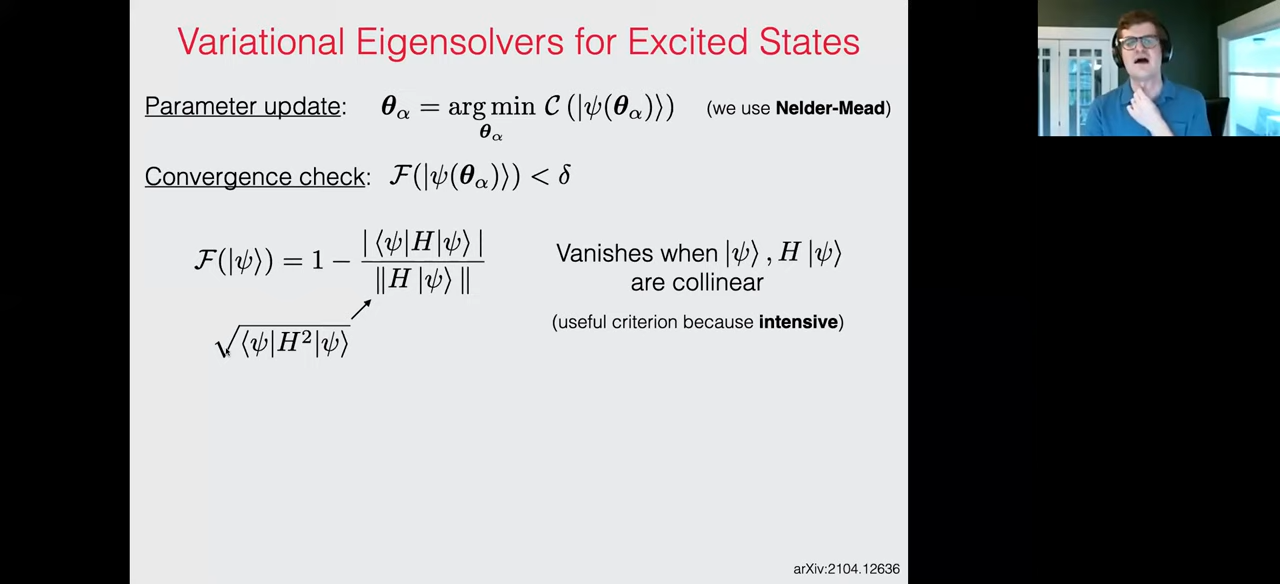 Variational Eigensolvers for Excited States
Parameter update: θ_α = arg min_{θ_α} C(|ψ(θ_α)⟩) (we use Nelder-Mead)
Convergence check: F(|ψ(θ_α)⟩) < δ
F(|ψ⟩) = 1 − |⟨ψ|H|ψ⟩| / ‖H|ψ⟩‖
√⟨ψ|H²|ψ⟩
Vanishes when |ψ⟩, H|ψ⟩
are collinear
(useful criterion because intensive)
arXiv:2104.12636